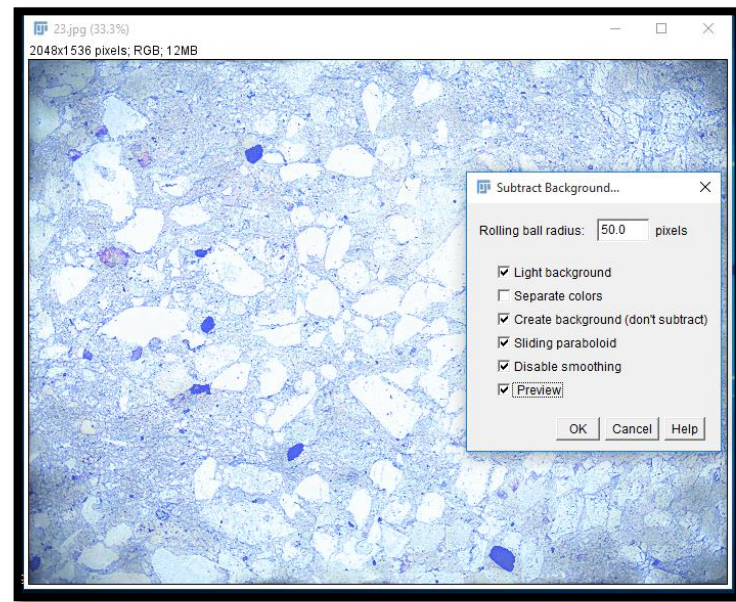 23.jpg (33.3%)
2048x1536 pixels; RGB; 12MB
Subtract Background...
Rolling ball radius: 50.0 pixels
Light background
Separate colors
Create background (don't subtract)
Sliding paraboloid
Disable smoothing
Preview
OK Cancel Help